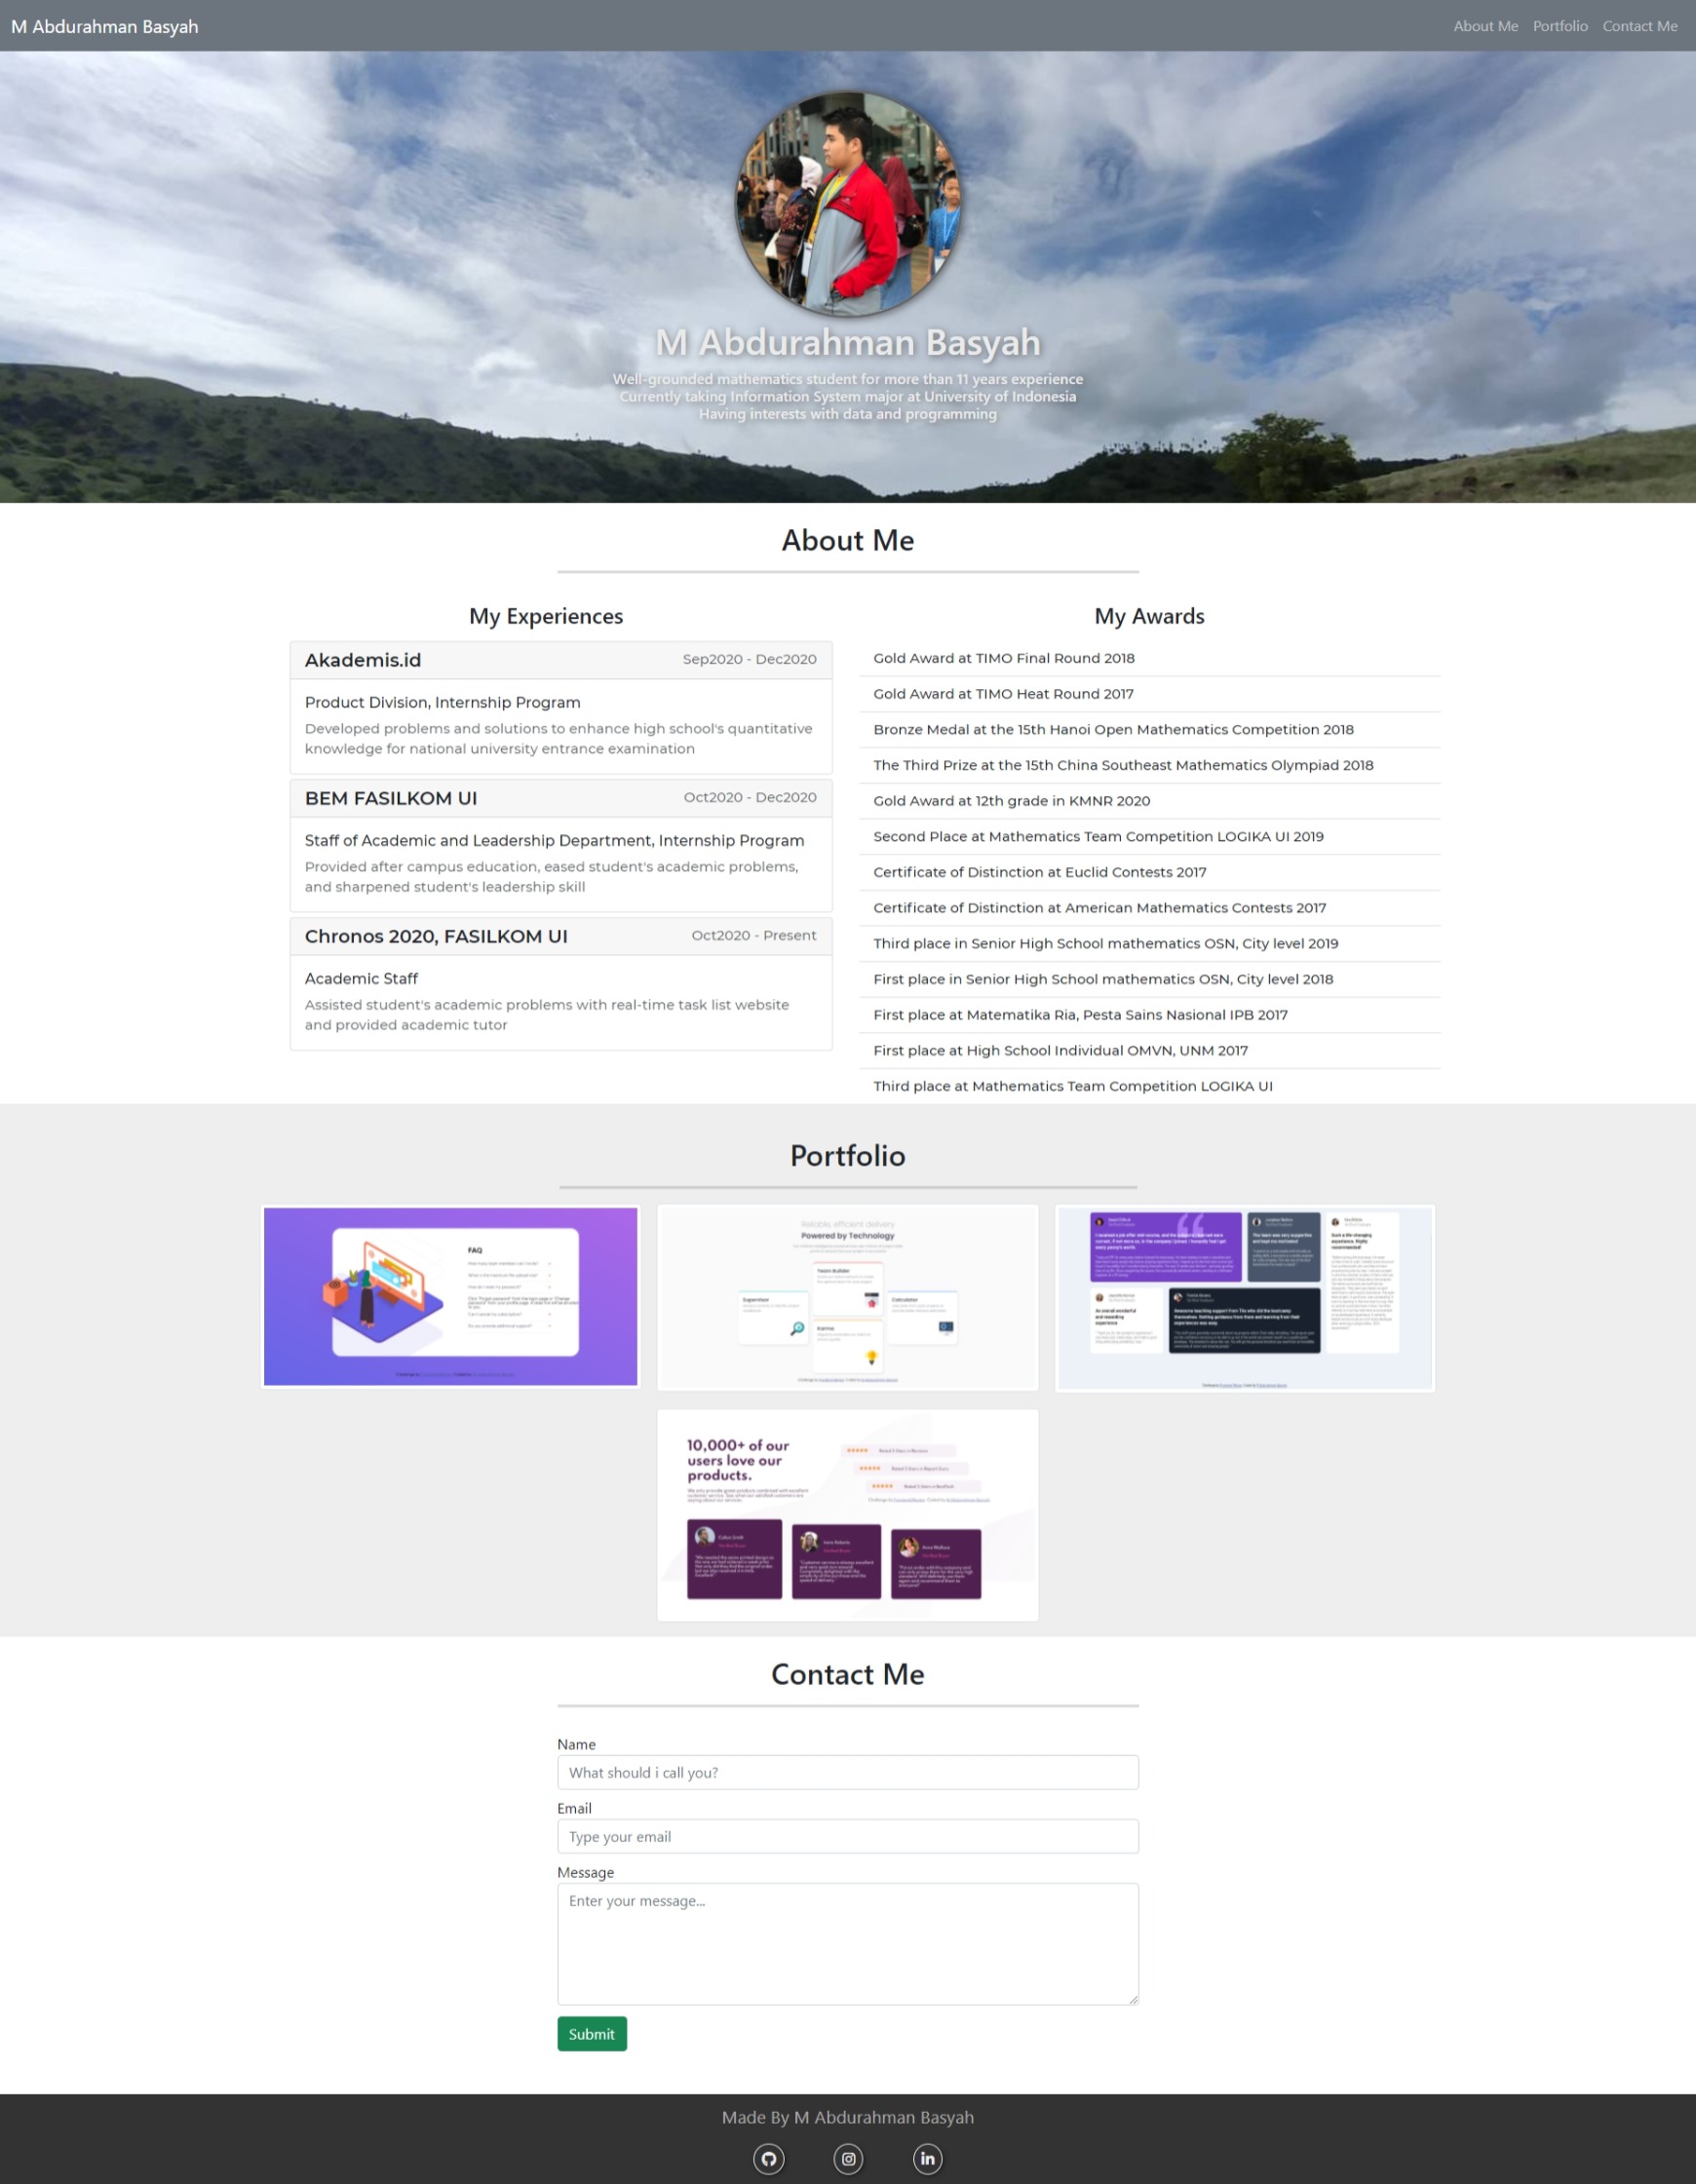 M Abdurahman Basyah
About Me Portfolio Contact Me
M Abdurahman Basyah
Well-grounded mathematics student for more than 11 years experience
Currently taking Information System major at University of Indonesia
Having interests with data and programming
About Me
My Experiences
Akademis.id Sep2020 - Dec2020
Product Division, Internship Program
Developed problems and solutions to enhance high school's quantitative
knowledge for national university entrance examination
BEM FASILKOM UI Oct2020 - Dec2020
Staff of Academic and Leadership Department, Internship Program
Provided after campus education, eased student's academic problems,
and sharpened student's leadership skill
Chronos 2020, FASILKOM UI Oct2020 - Present
Academic Staff
Assisted student's academic problems with real-time task list website
and provided academic tutor
My Awards
Gold Award at TIMO Final Round 2018
Gold Award at TIMO Heat Round 2017
Bronze Medal at the 15th Hanoi Open Mathematics Competition 2018
The Third Prize at the 15th China Southeast Mathematics Olympiad 2018
Gold Award at 12th grade in KMNR 2020
Second Place at Mathematics Team Competition LOGIKA UI 2019
Certificate of Distinction at Euclid Contests 2017
Certificate of Distinction at American Mathematics Contests 2017
Third place in Senior High School mathematics OSN, City level 2019
First place in Senior High School mathematics OSN, City level 2018
First place at Matematika Ria, Pesta Sains Nasional IPB 2017
First place at High School Individual OMVN, UNM 2017
Third place at Mathematics Team Competition LOGIKA UI
Portfolio
FAQ
Reliable, efficient delivery
Powered by Technology
Team Builder
Supervisor
Calculator
Karma
10,000+ of our
users love our
products.
Contact Me
Name
What should i call you?
Email
Type your email
Message
Enter your message...
Submit
Made By M Abdurahman Basyah